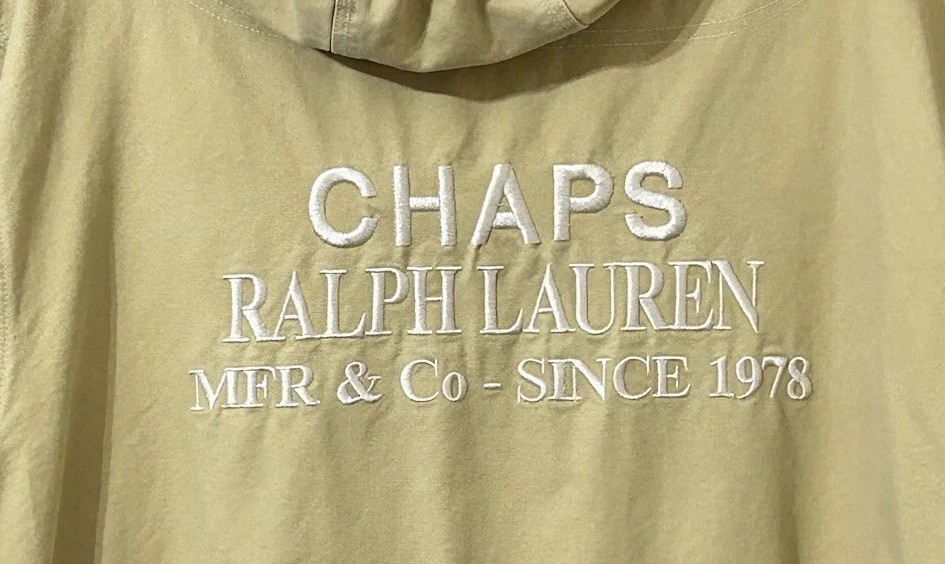 CHAPS
RALPH LAUREN
MFR & Co - SINCE 1978